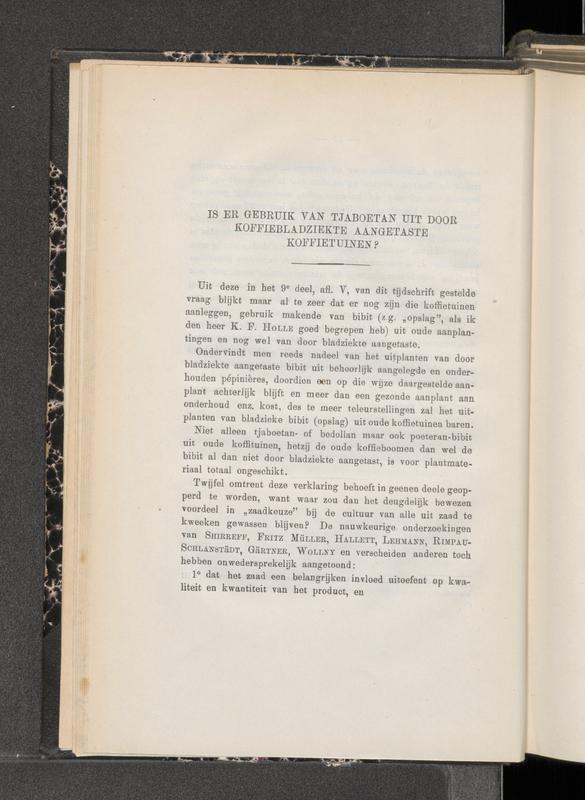 IS ER GEBRUIK VAN TJABOETAN UIT DOOR
KOFFIEBLADZIEKTE AANGETASTE
KOFFIETUINEN?
Uit deze in het 9e deel, afl. V, van dit tijdschrift gestelde
vraag blijkt maar al te zeer dat er nog zijn die koffietuinen
aanleggen, gebruik makende van bibit (z.g. „opslag”, als ik
den heer K. F. HOLLE goed begrepen heb) uit oude aanplan-
tingen en nog wel van door bladziekte aangetaste.
Ondervindt men reeds nadeel van het uitplanten van door
bladziekte aangetaste bibit uit behoorlijk aangelegde en onder-
houden pépinières, doordien een op die wijze daargestelde aan-
plant achterlijk blijft en meer dan een gezonde aanplant aan
onderhoud enz. kost, des te meer teleurstellingen zal het uit-
planten van bladzieke bibit (opslag) uit oude koffietuinen baren.
Niet alleen tjaboetan- of bedollan maar ook poeteran-bibit
uit oude koffituinen, hetzij de oude koffieboomen dan wel de
bibit al dan niet door bladziekte aangetast, is voor plantmate-
riaal totaal ongeschikt.
Twijfel omtrent deze verklaring behoeft in geenen deele geop-
perd te worden, want waar zou dan het deugdelijk bewezen
voordeel in „zaadkeuze” bij de cultuur van alle uit zaad te
kweeken gewassen blijven? De nauwkeurige onderzoekingen
van SHIRREFF, FRITZ MÜLLER, HALLETT, LEHMANN, RIMPAU-
SCHLANSTÄDT, GÄRTNER, WOLLNY en verscheiden anderen toch
hebben onwedersprekelijk aangetoond:
1° dat het zaad een belangrijken invloed uitoefent op kwa-
liteit en kwantiteit van het product, en